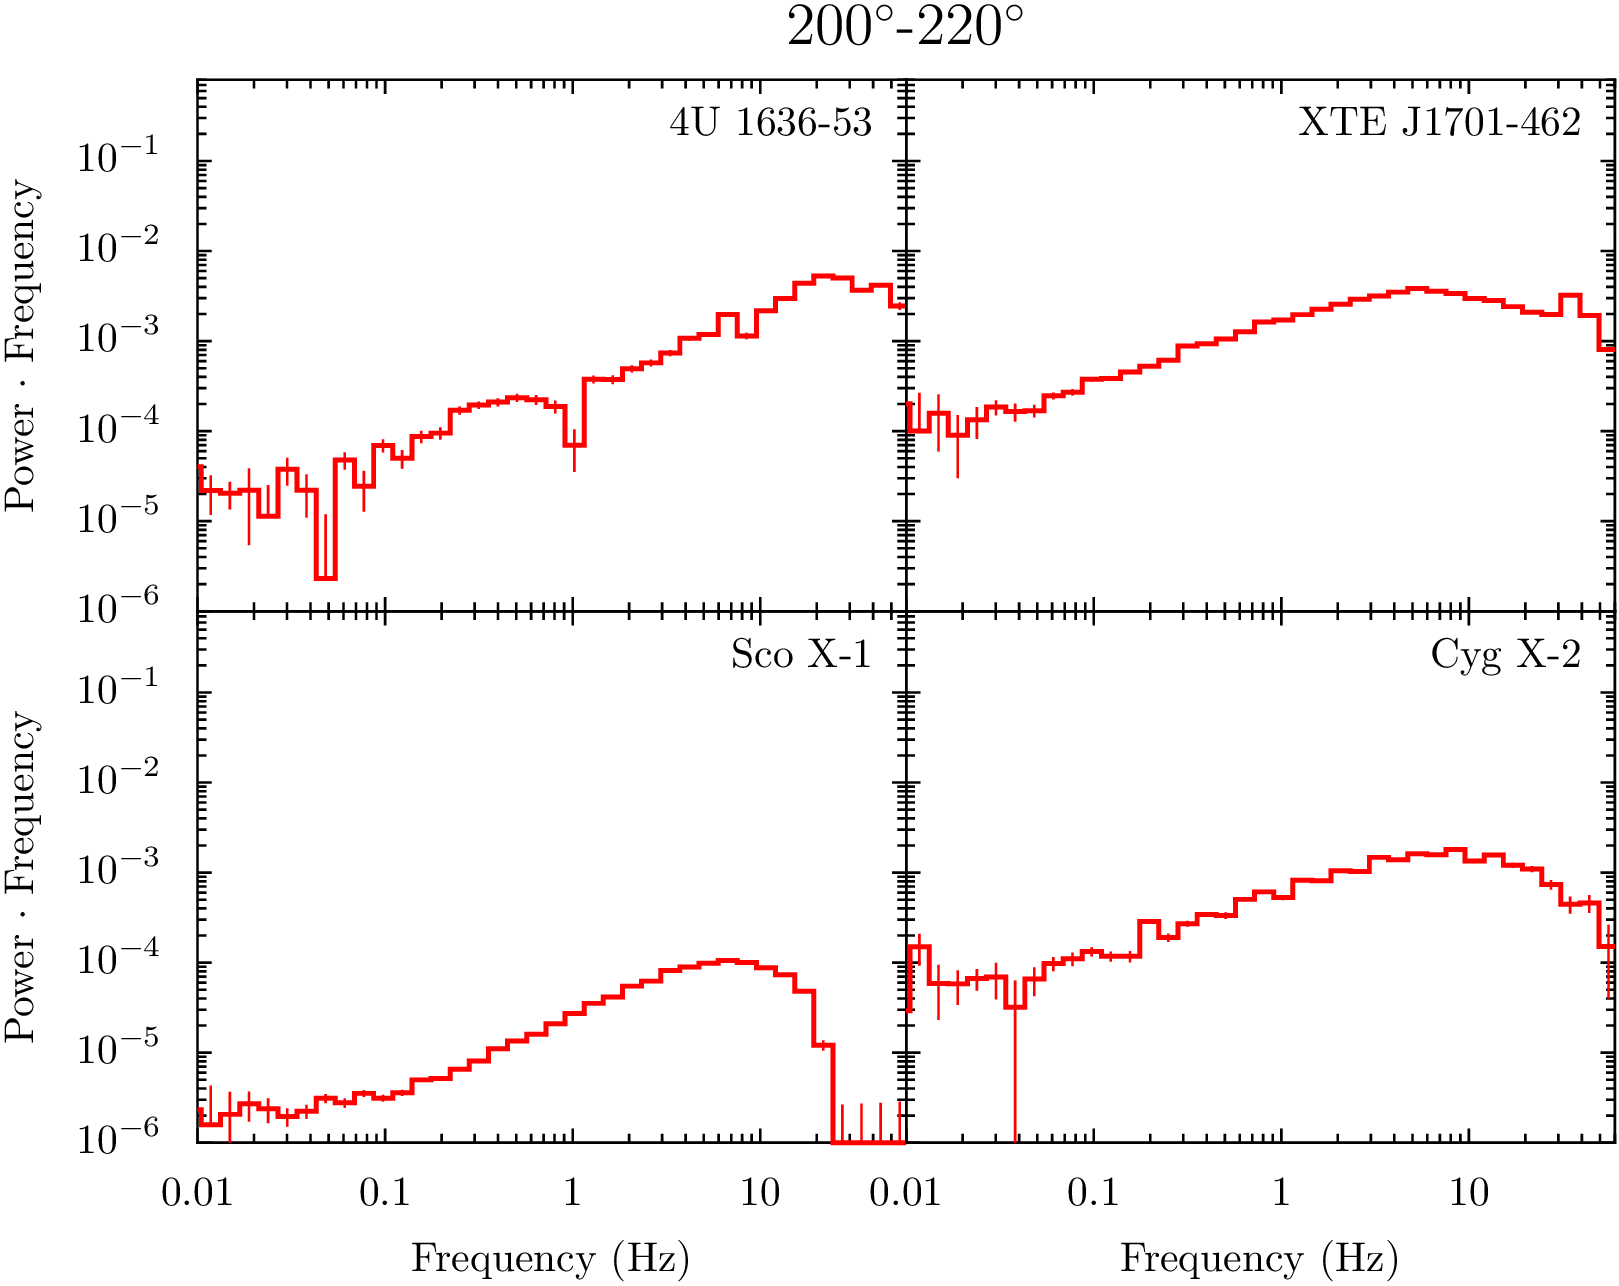 200°-220°
4U 1636-53
XTE J1701-462
Power · Frequency
10⁻¹
10⁻²
10⁻³
10⁻⁴
10⁻⁵
10⁻⁶
Sco X-1
Cyg X-2
Power · Frequency
10⁻¹
10⁻²
10⁻³
10⁻⁴
10⁻⁵
10⁻⁶
0.01 0.1 1 10 0.01 0.1 1 10
Frequency (Hz) Frequency (Hz)